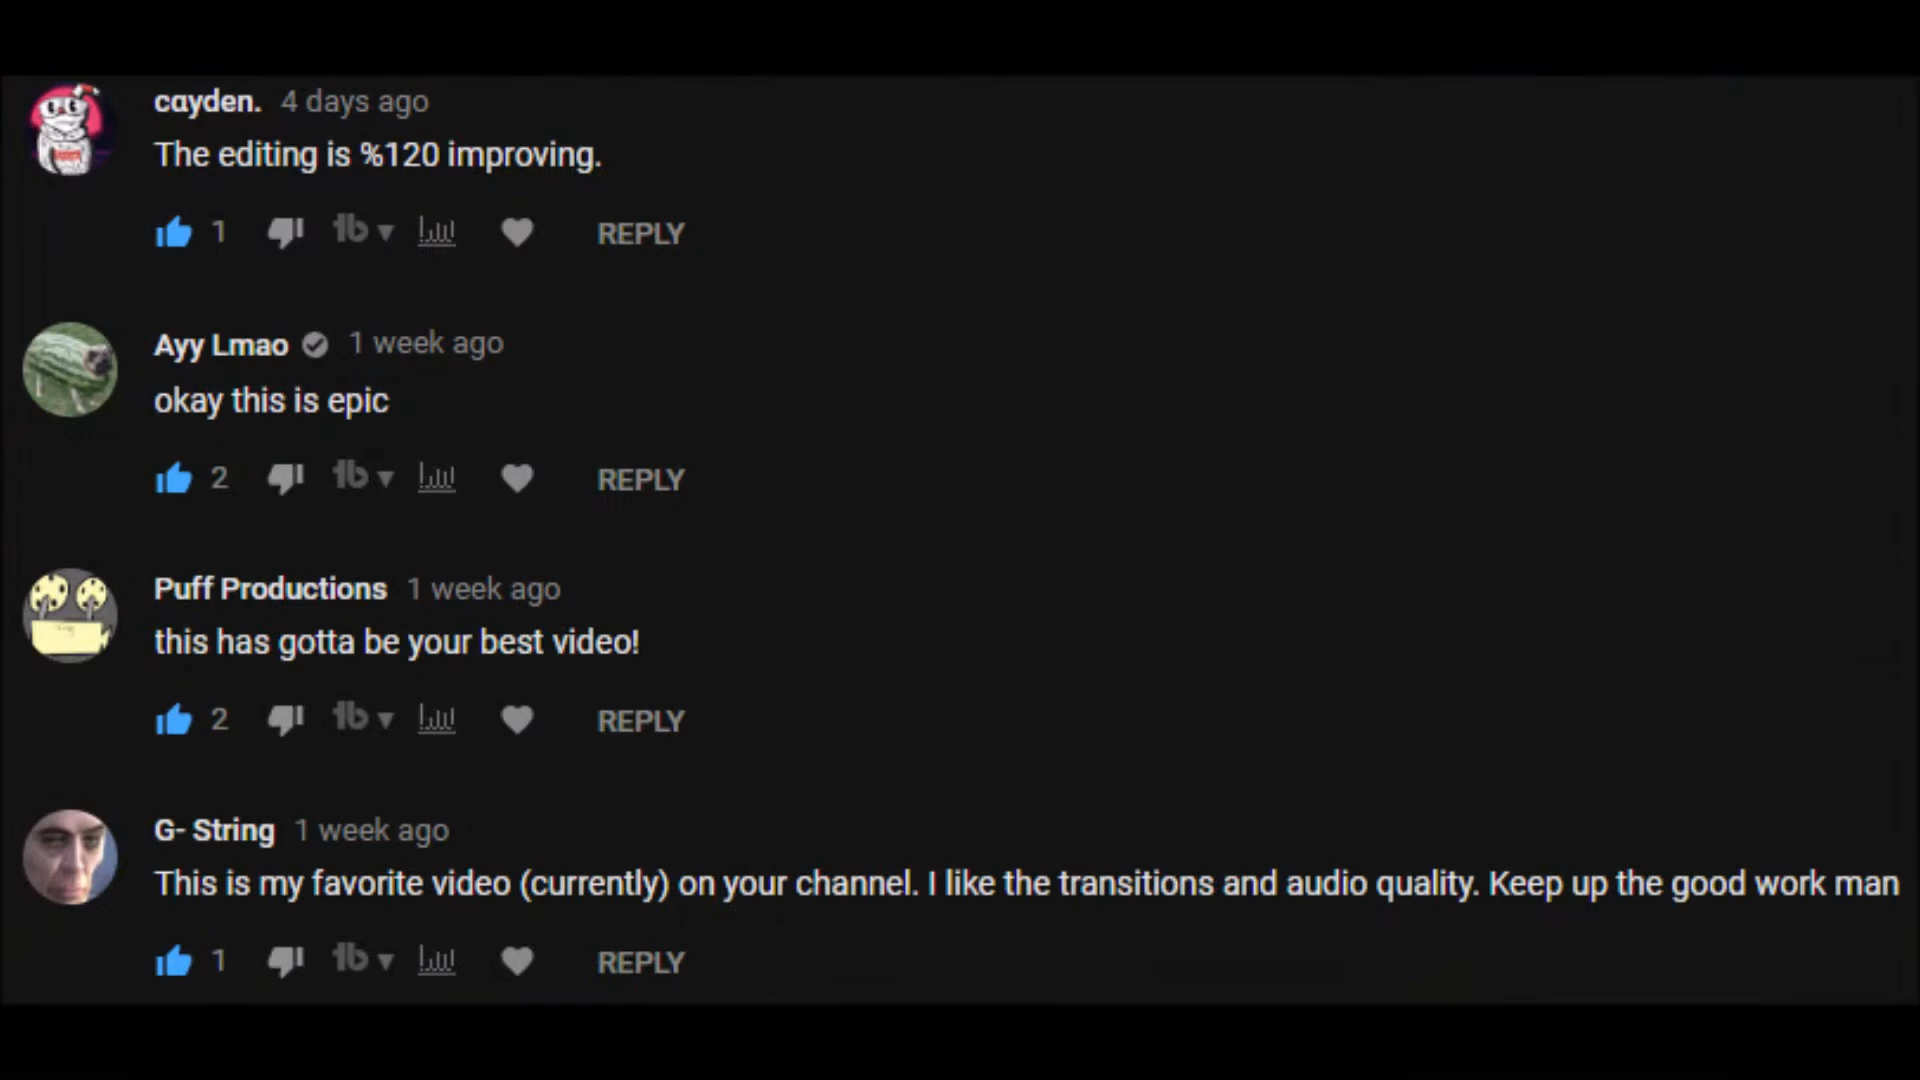 cɑyden. 4 days ago
The editing is %120 improving.
1 REPLY
Ayy Lmao 1 week ago
okay this is epic
2 REPLY
Puff Productions 1 week ago
this has gotta be your best video!
2 REPLY
G- String 1 week ago
This is my favorite video (currently) on your channel. I like the transitions and audio quality. Keep up the good work man
1 REPLY